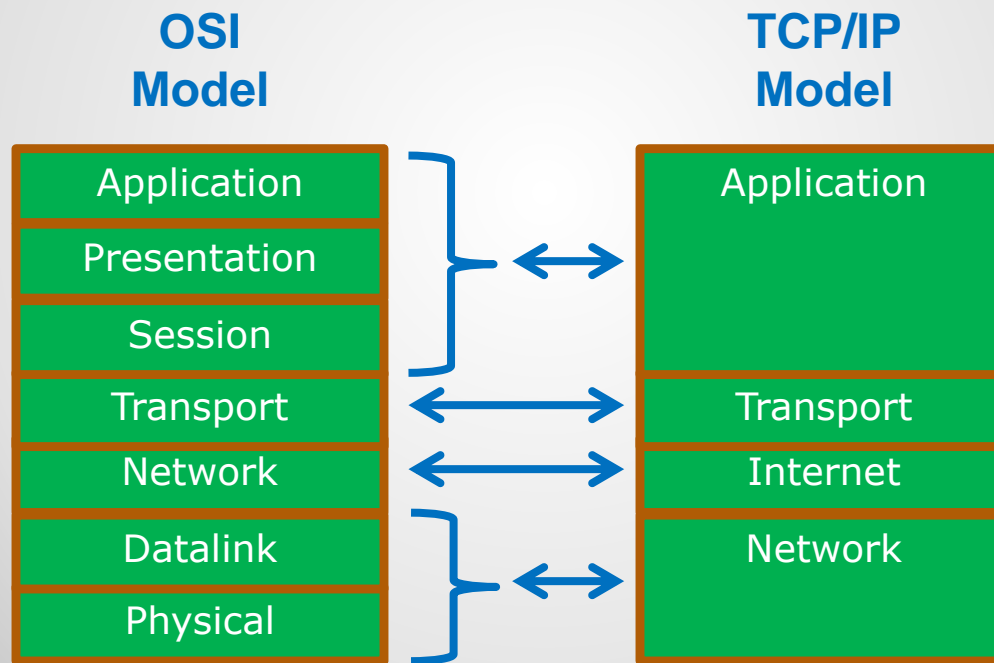 OSI
Model
TCP/IP
Model
Application
Presentation
Session
Transport
Network
Datalink
Physical
Application
Transport
Internet
Network